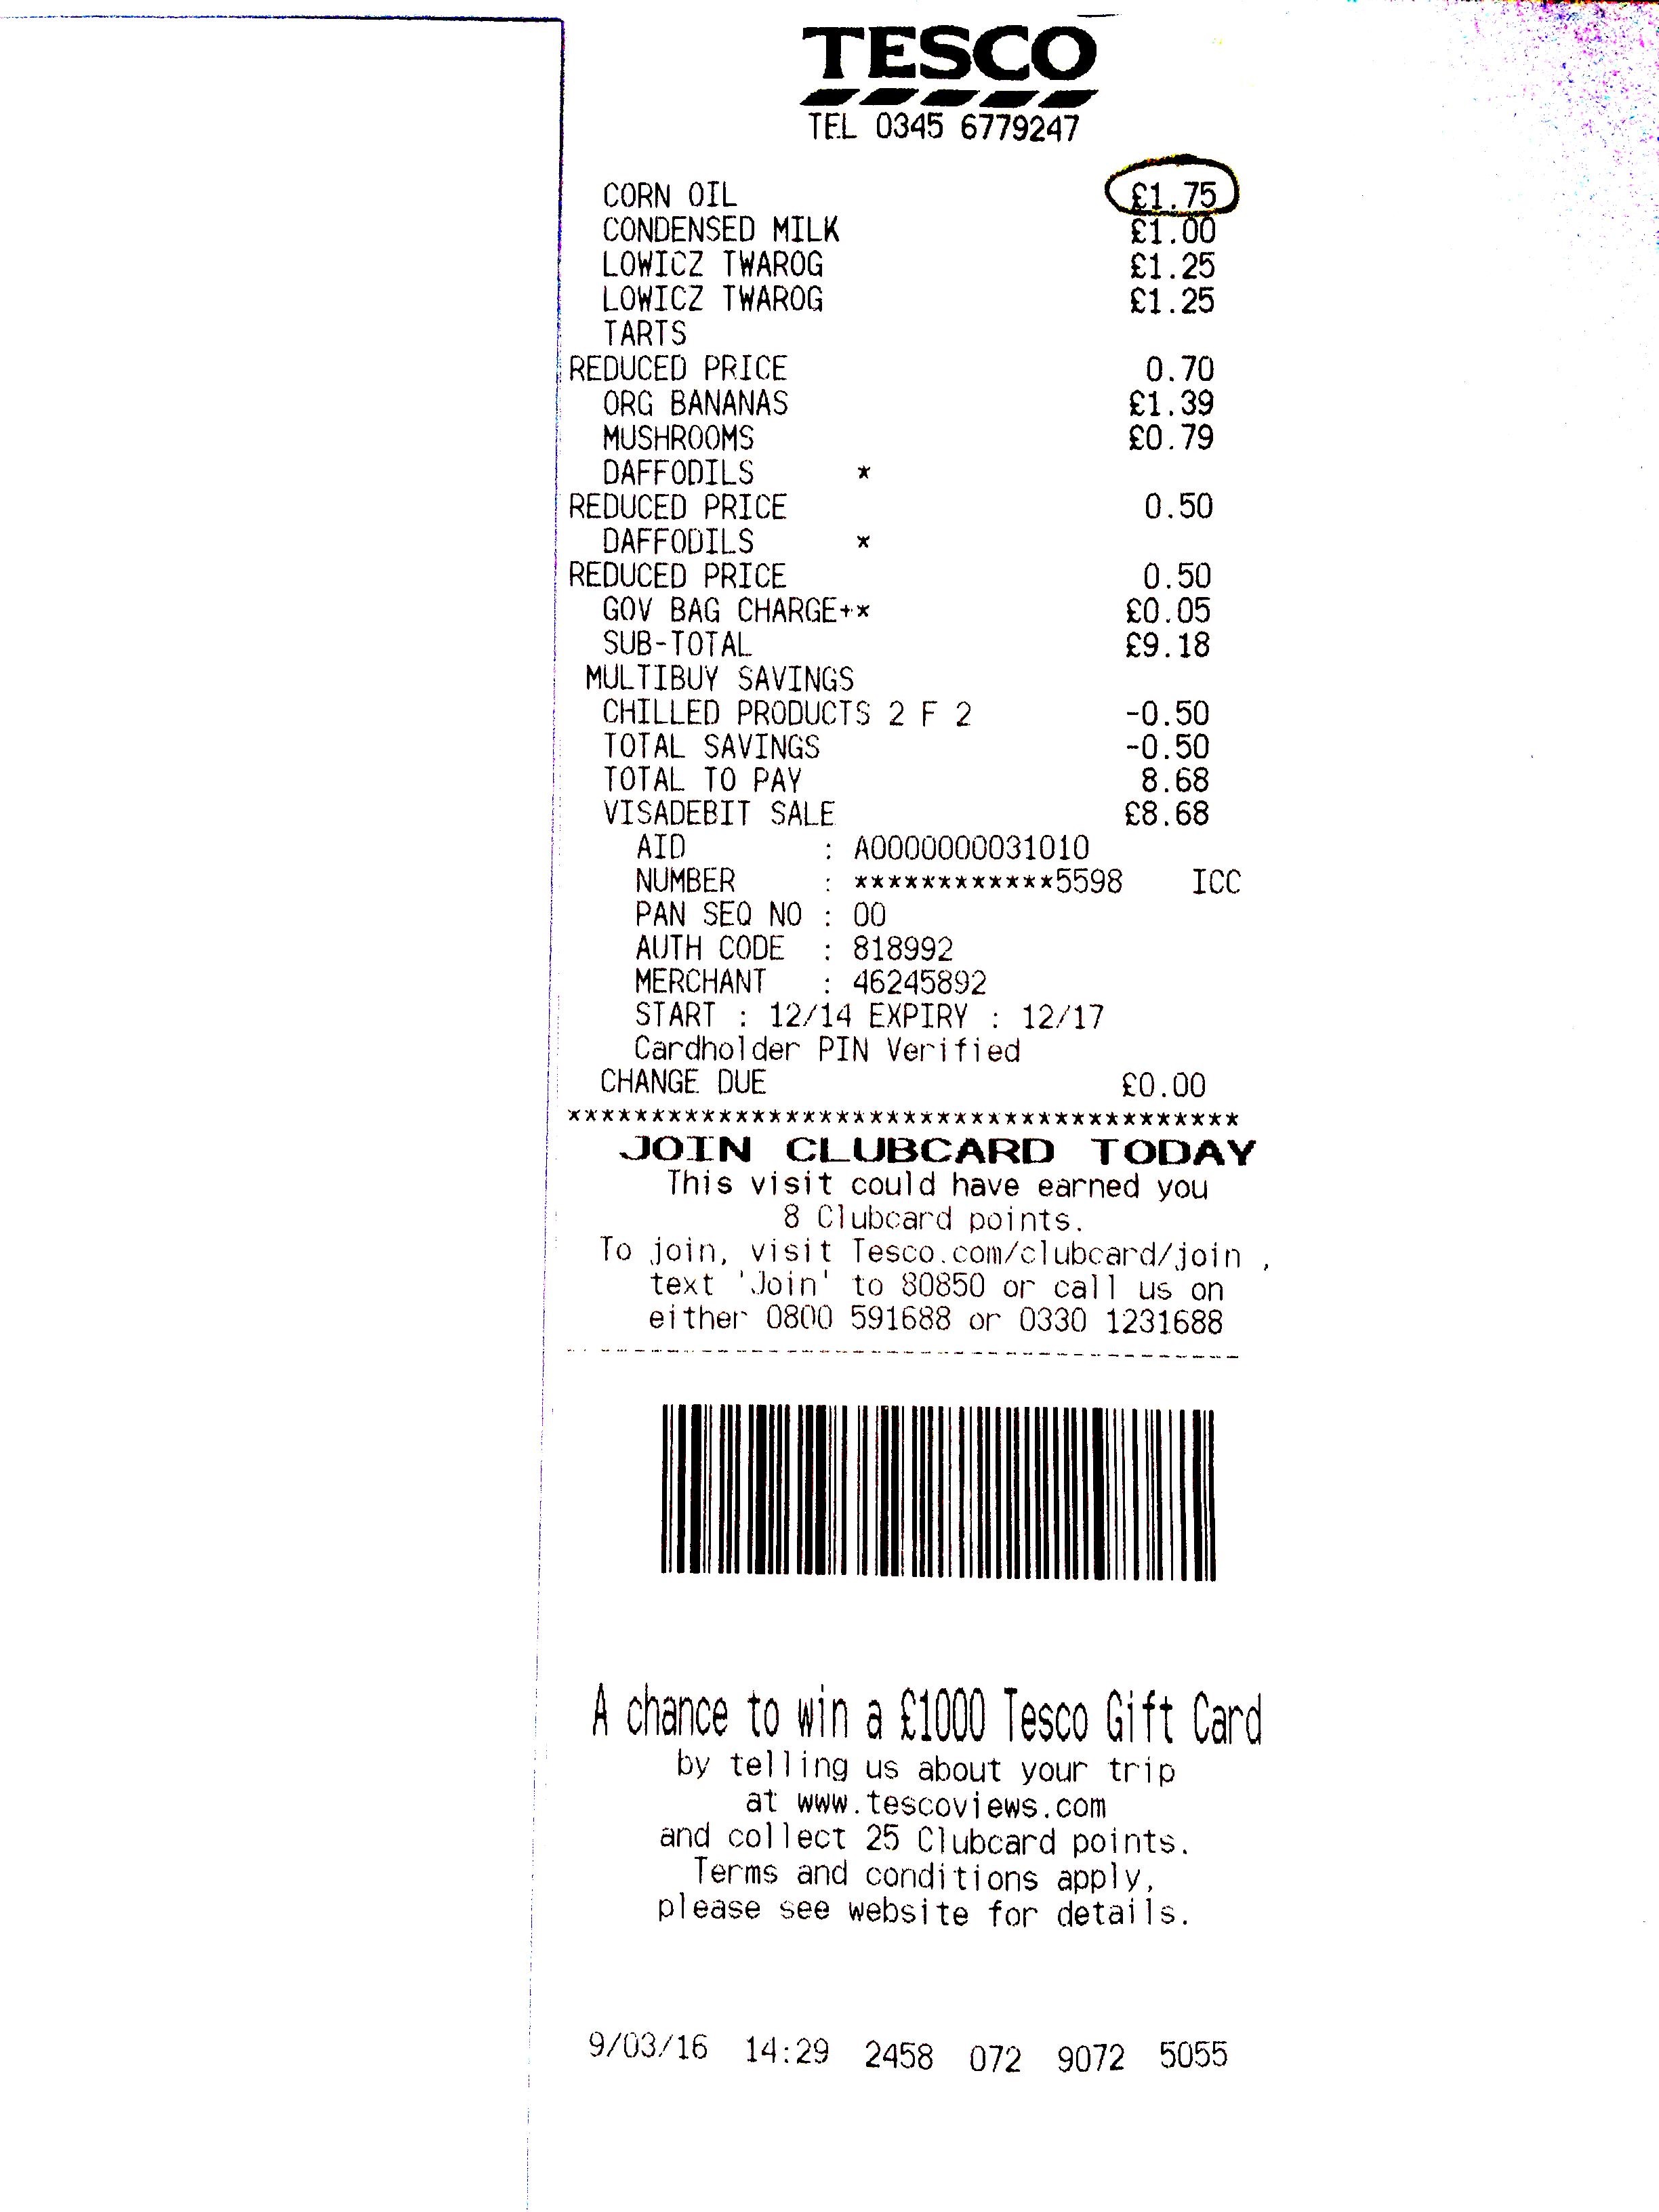 TESCO
TEL 0345 6779247
CORN OIL £1.75
CONDENSED MILK £1.00
LOWICZ TWAROG £1.25
LOWICZ TWAROG £1.25
TARTS
REDUCED PRICE 0.70
ORG BANANAS £1.39
MUSHROOMS £0.79
DAFFODILS *
REDUCED PRICE 0.50
DAFFODILS *
REDUCED PRICE 0.50
GOV BAG CHARGE+* £0.05
SUB-TOTAL £9.18
MULTIBUY SAVINGS
CHILLED PRODUCTS 2 F 2 -0.50
TOTAL SAVINGS -0.50
TOTAL TO PAY 8.68
VISADEBIT SALE £8.68
AID : A0000000031010
NUMBER : ************5598 ICC
PAN SEQ NO : 00
AUTH CODE : 818992
MERCHANT : 46245892
START : 12/14 EXPIRY : 12/17
Cardholder PIN Verified
CHANGE DUE £0.00
****************************************
JOIN CLUBCARD TODAY
This visit could have earned you
8 Clubcard points.
To join, visit Tesco.com/clubcard/join ,
text 'Join' to 80850 or call us on
either 0800 591688 or 0330 1231688
----------------------------------------
A chance to win a £1000 Tesco Gift Card
by telling us about your trip
at www.tescoviews.com
and collect 25 Clubcard points.
Terms and conditions apply,
please see website for details.
9/03/16 14:29 2458 072 9072 5055